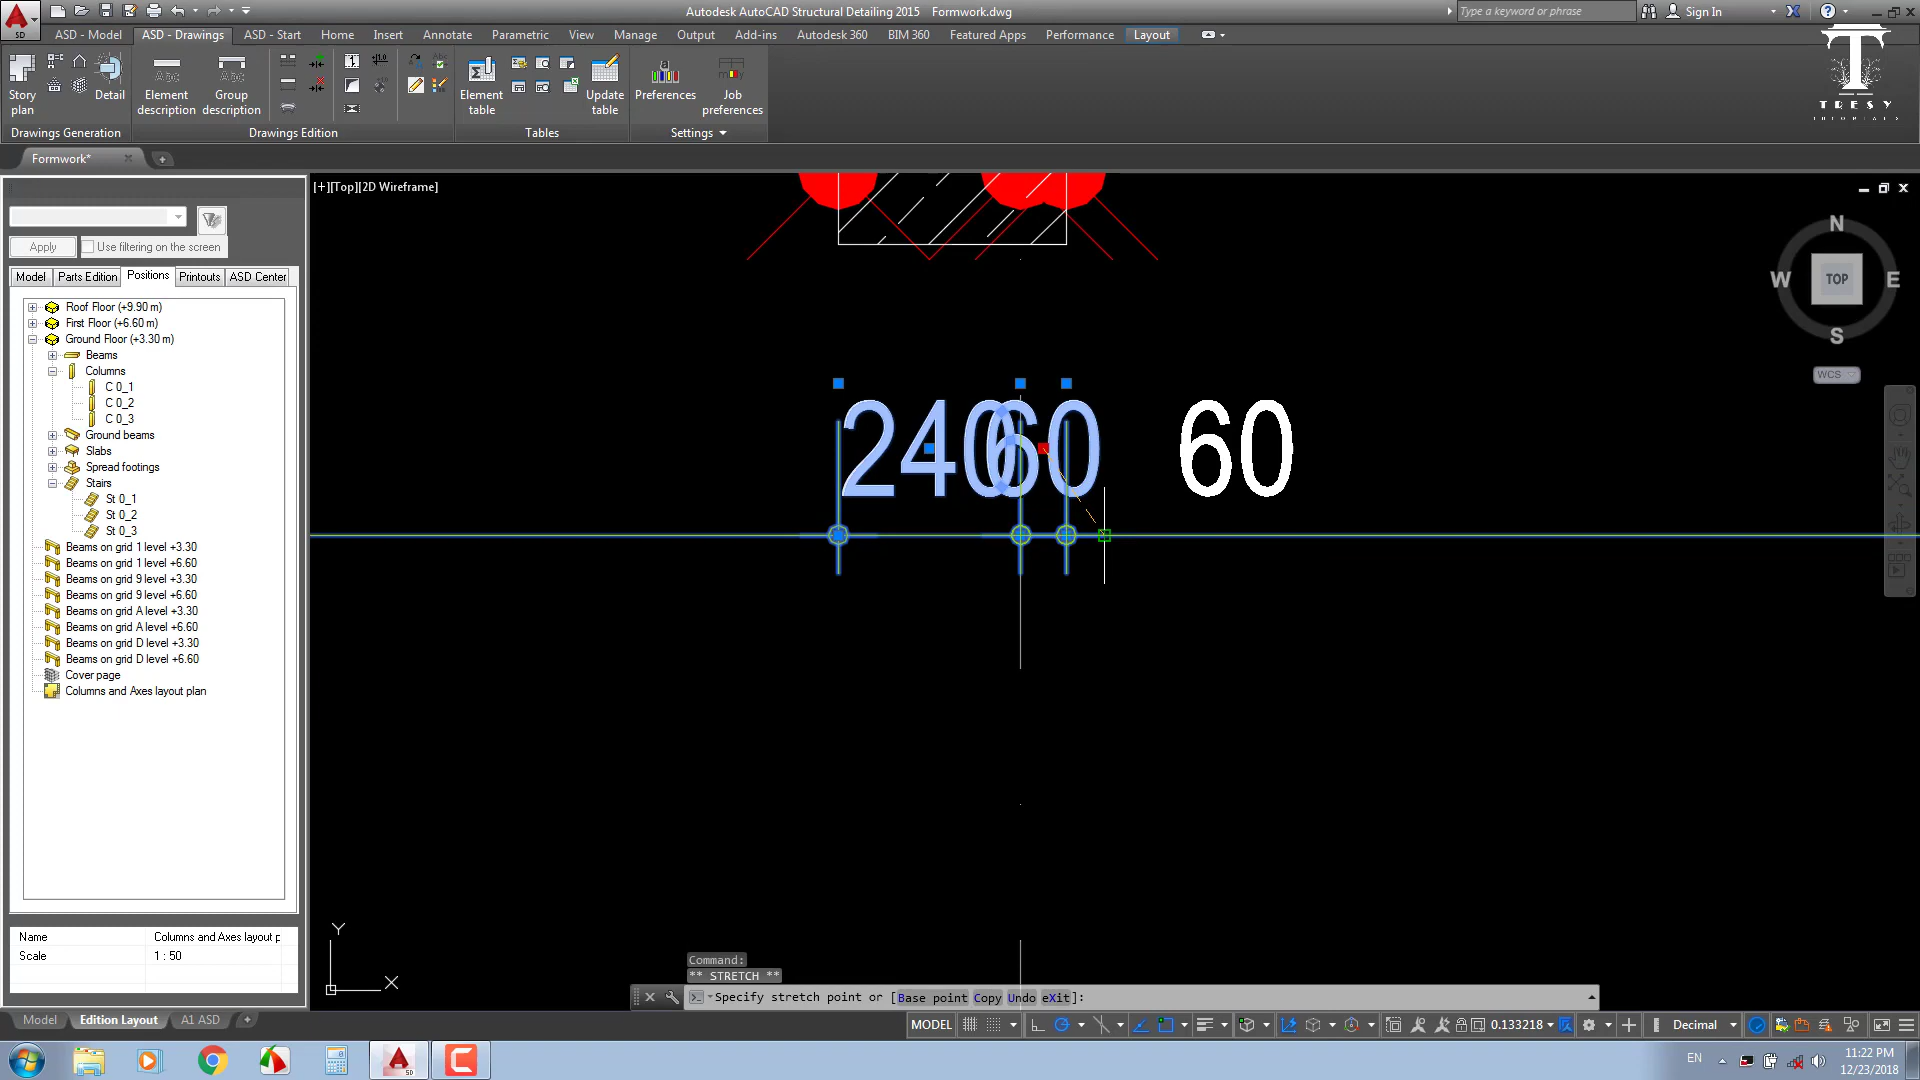 Autodesk AutoCAD Structural Detailing 2015 Formwork.dwg
Type a keyword or phrase
Sign In
SD
ASD - Model
ASD - Drawings
ASD - Start
Home
Insert
Annotate
Parametric
View
Manage
Output
Add-ins
Autodesk 360
BIM 360
Featured Apps
Performance
Layout
T
TRESY
TUTORIALS
Story plan
Detail
Element description
Group description
Element table
Update table
Preferences
Job preferences
Drawings Generation
Drawings Edition
Tables
Settings
Formwork*
[+][Top][2D Wireframe]
Apply
Use filtering on the screen
Model
Parts Edition
Positions
Printouts
ASD Center
Roof Floor (+9.90 m)
First Floor (+6.60 m)
Ground Floor (+3.30 m)
Beams
Columns
C 0_1
C 0_2
C 0_3
Ground beams
Slabs
Spread footings
Stairs
St 0_1
St 0_2
St 0_3
Beams on grid 1 level +3.30
Beams on grid 1 level +6.60
Beams on grid 9 level +3.30
Beams on grid 9 level +6.60
Beams on grid A level +3.30
Beams on grid A level +6.60
Beams on grid D level +3.30
Beams on grid D level +6.60
Cover page
Columns and Axes layout plan
Name Columns and Axes layout p
Scale 1 : 50
240
60
60
N
W
TOP
E
S
WCS
Y
X
Command:
** STRETCH **
Specify stretch point or [Base point Copy Undo eXit]:
Model
Edition Layout
A1 ASD
MODEL
0.133218
Decimal
EN
11:22 PM
12/23/2018